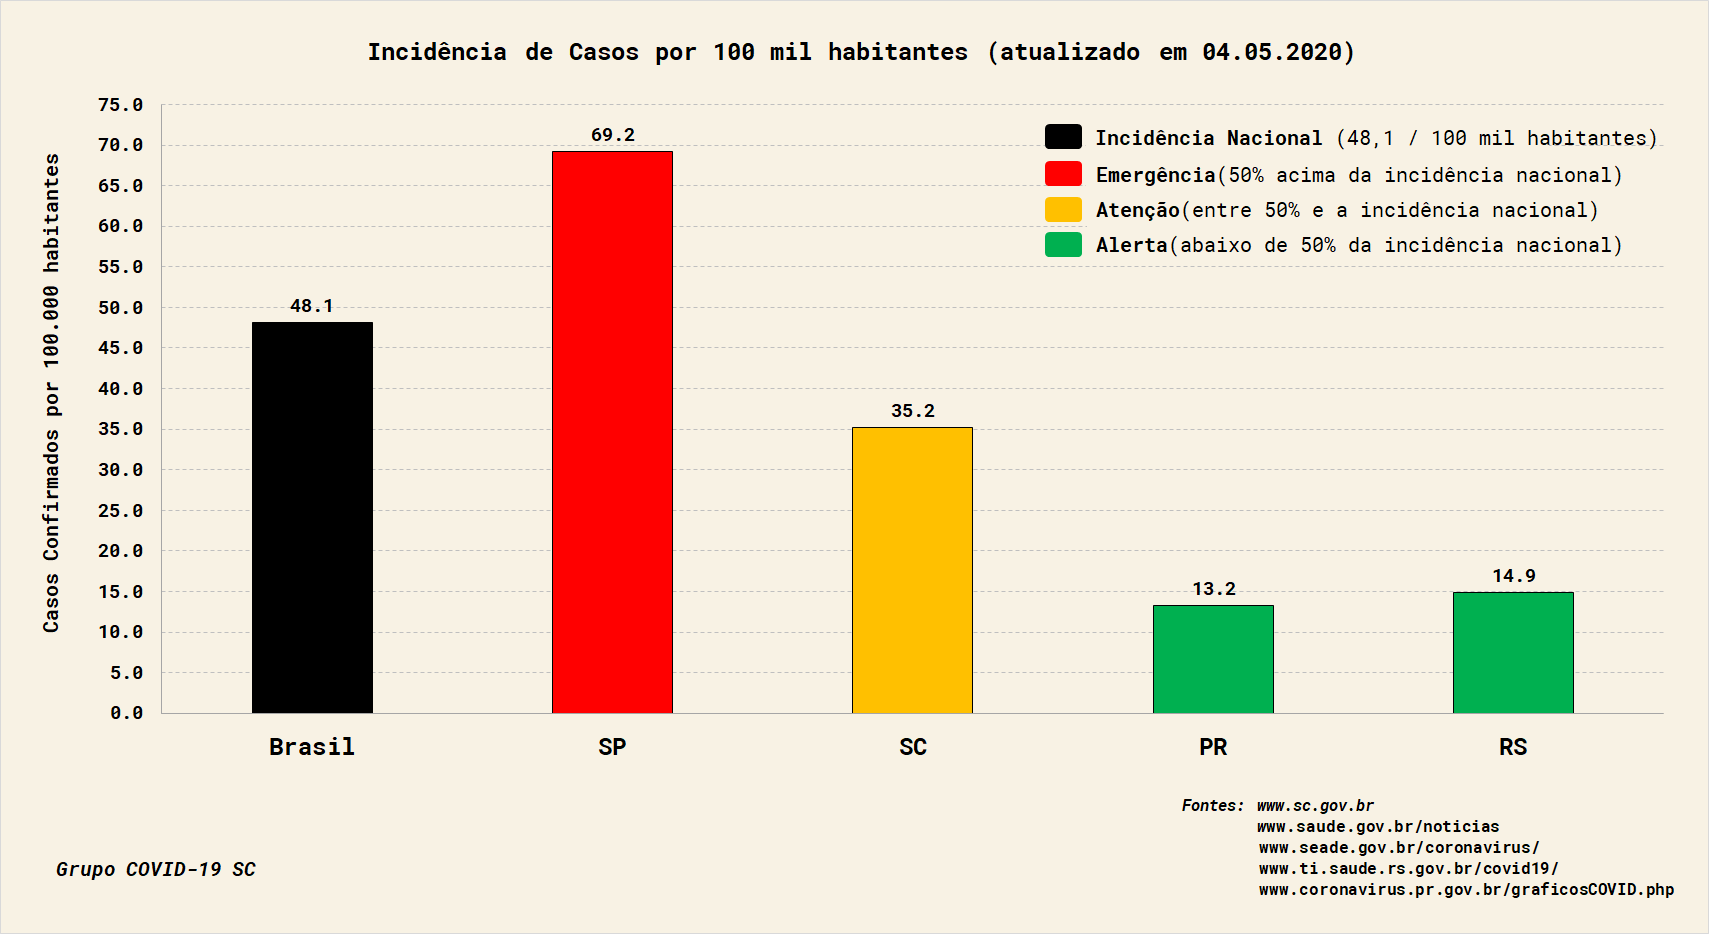 Incidência de Casos por 100 mil habitantes (atualizado em 04.05.2020)
Casos Confirmados por 100.000 habitantes
75.0
70.0
65.0
60.0
55.0
50.0
45.0
40.0
35.0
30.0
25.0
20.0
15.0
10.0
5.0
0.0
Incidência Nacional (48,1 / 100 mil habitantes)
Emergência(50% acima da incidência nacional)
Atenção(entre 50% e a incidência nacional)
Alerta(abaixo de 50% da incidência nacional)
48.1
69.2
35.2
13.2
14.9
Brasil
SP
SC
PR
RS
Fontes: www.sc.gov.br
www.saude.gov.br/noticias
www.seade.gov.br/coronavirus/
www.ti.saude.rs.gov.br/covid19/
www.coronavirus.pr.gov.br/graficosCOVID.php
Grupo COVID-19 SC